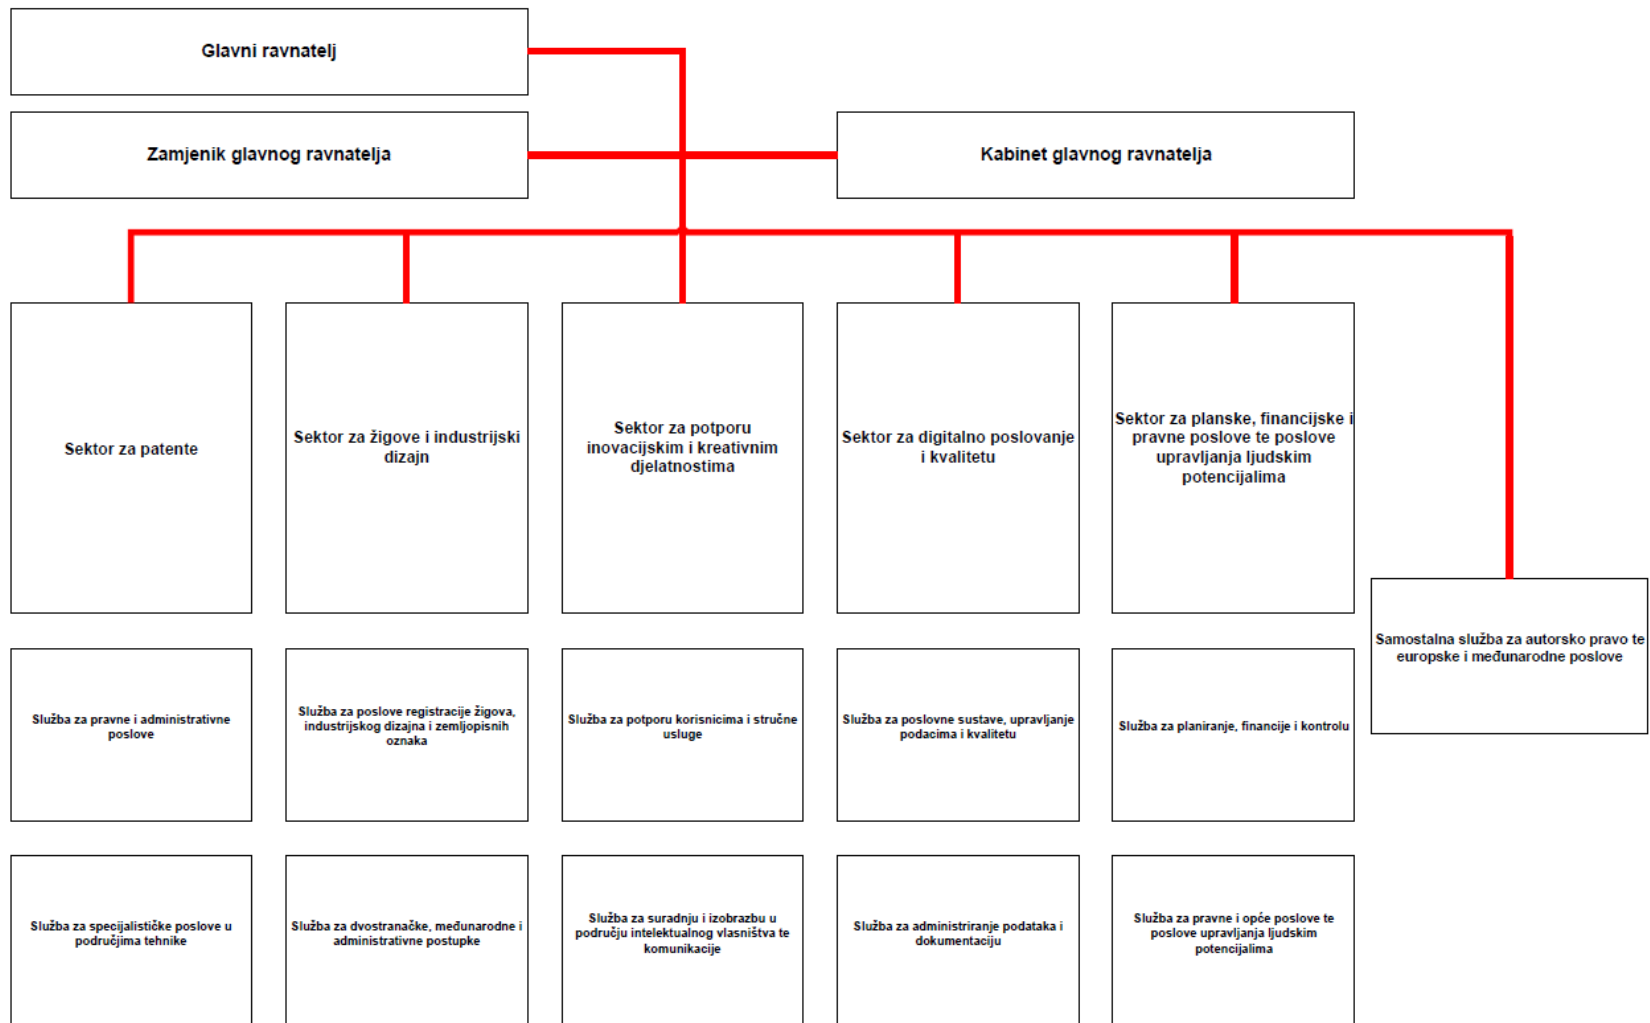 Glavni ravnatelj
Zamjenik glavnog ravnatelja
Kabinet glavnog ravnatelja
Sektor za patente
Sektor za žigove i industrijski
dizajn
Sektor za potporu
inovacijskim i kreativnim
djelatnostima
Sektor za digitalno poslovanje
i kvalitetu
Sektor za planske, financijske i
pravne poslove te poslove
upravljanja ljudskim
potencijalima
Samostalna služba za autorsko pravo te
europske i međunarodne poslove
Služba za pravne i administrativne
poslove
Služba za poslove registracije žigova,
industrijskog dizajna i zemljopisnih
oznaka
Služba za potporu korisnicima i stručne
usluge
Služba za poslovne sustave, upravljanje
podacima i kvalitetu
Služba za planiranje, financije i kontrolu
Služba za specijalističke poslove u
područjima tehnike
Služba za dvostranačke, međunarodne i
administrativne postupke
Služba za suradnju i izobrazbu u
području intelektualnog vlasništva te
komunikacije
Služba za administriranje podataka i
dokumentaciju
Služba za pravne i opće poslove te
poslove upravljanja ljudskim
potencijalima